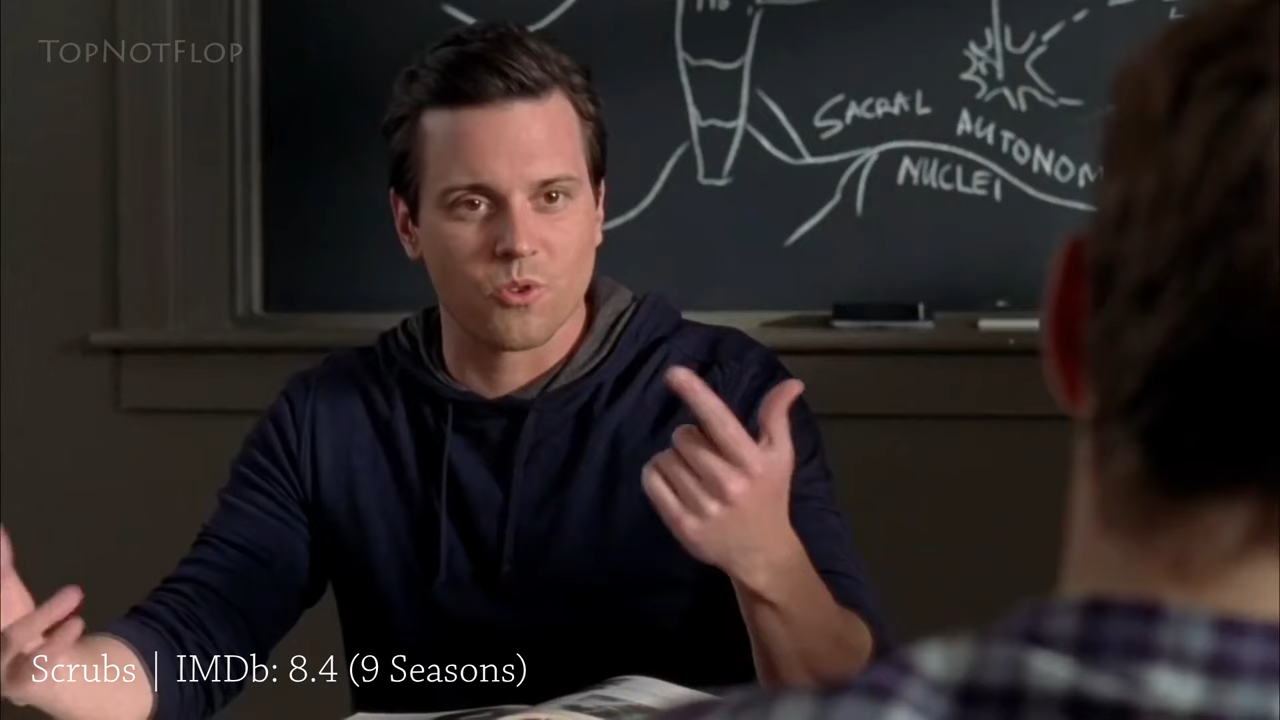 TopNotFlop
SACRAL
AUTONOM
NUCLEI
Scrubs | IMDb: 8.4 (9 Seasons)